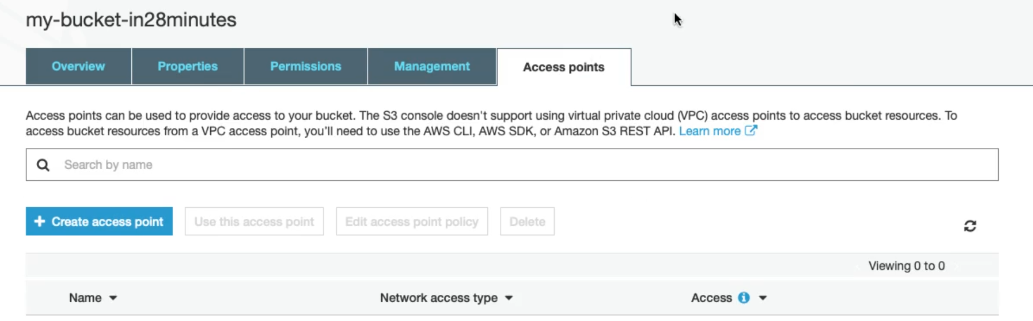 my-bucket-in28minutes
Overview Properties Permissions Management Access points
Access points can be used to provide access to your bucket. The S3 console doesn't support using virtual private cloud (VPC) access points to access bucket resources. To
access bucket resources from a VPC access point, you'll need to use the AWS CLI, AWS SDK, or Amazon S3 REST API. Learn more
Search by name
+ Create access point Use this access point Edit access point policy Delete
Viewing 0 to 0
Name Network access type Access